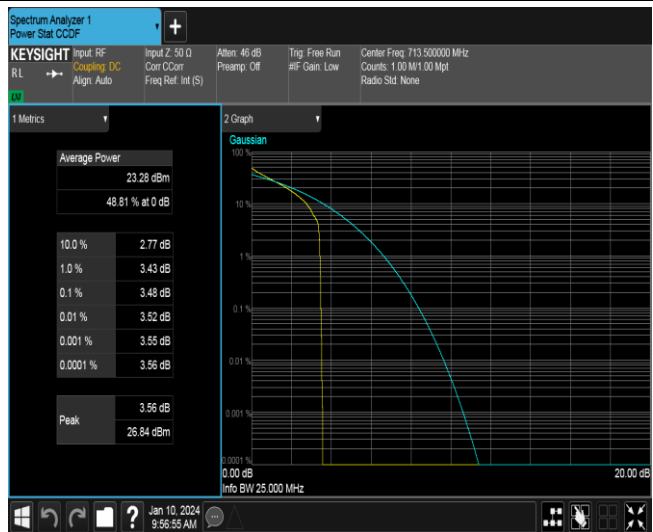 Spectrum Analyzer 1
Power Stat CCDF
+
KEYSIGHT
RL
Input: RF
Coupling: DC
Align: Auto
Input Z: 50 Ω
Corr CCorr
Freq Ref: Int (S)
Atten: 46 dB
Preamp: Off
Trig: Free Run
#IF Gain: Low
Center Freq: 713.500000 MHz
Counts: 1.00 M/1.00 Mpt
Radio Std: None
1 Metrics
Average Power
23.28 dBm
48.81 % at 0 dB
10.0 % 2.77 dB
1.0 % 3.43 dB
0.1 % 3.48 dB
0.01 % 3.52 dB
0.001 % 3.55 dB
0.0001 % 3.56 dB
Peak
3.56 dB
26.84 dBm
2 Graph
Gaussian
100 %
10 %
1 %
0.1 %
0.01 %
0.001 %
0.0001 %
0.00 dB 20.00 dB
Info BW 25.000 MHz
?
Jan 10, 2024
9:56:55 AM